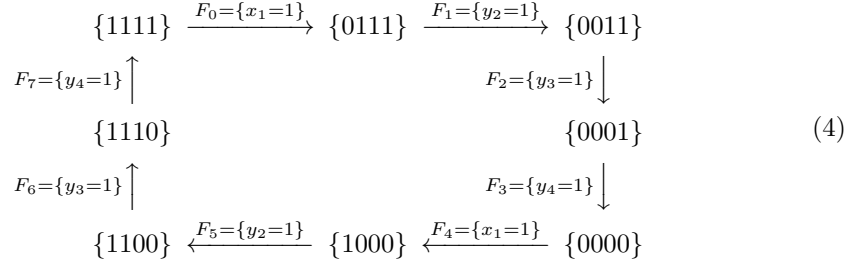 F₀={x₁=1} F₁={y₂=1}
{1111} {0111} {0011}
F₇={y₄=1} F₂={y₃=1}
{1110} {0001} (4)
F₆={y₃=1} F₃={y₄=1}
F₅={y₂=1} F₄={x₁=1}
{1100} {1000} {0000}